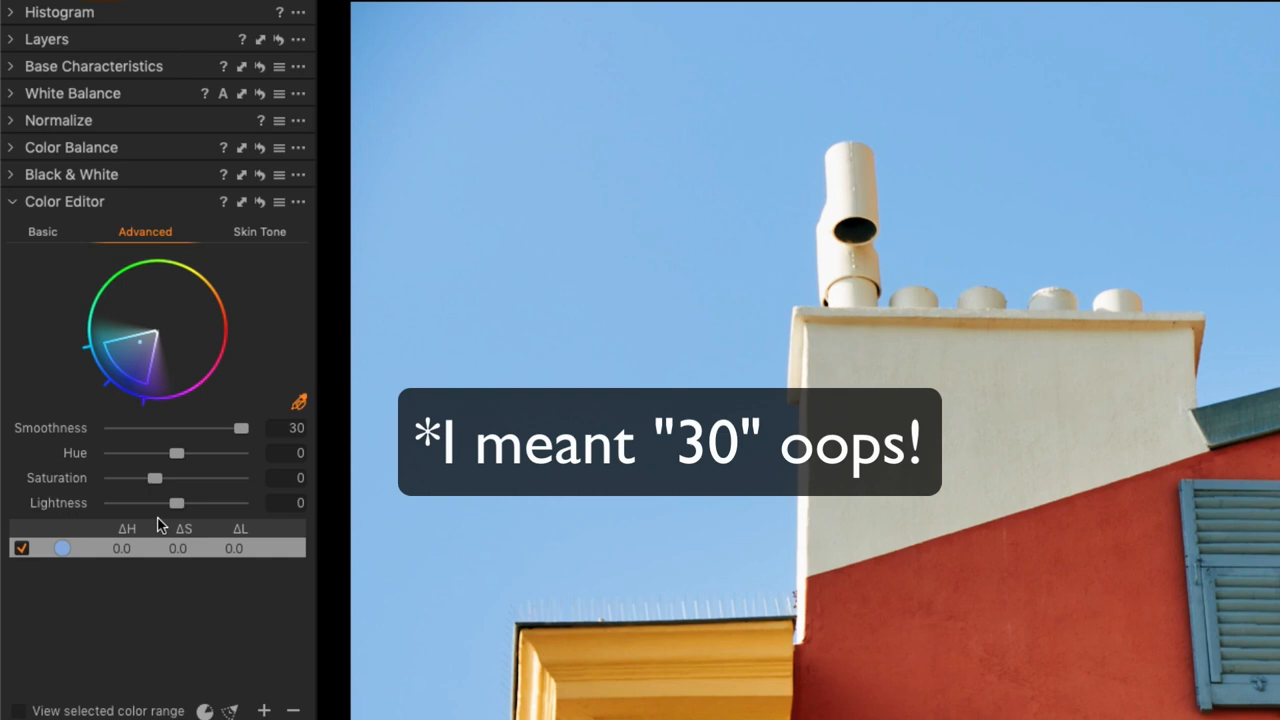 Histogram ? ...
Layers ? ...
Base Characteristics ? ...
White Balance ? A ...
Normalize ? ...
Color Balance ? ...
Black & White ? ...
Color Editor ? ...
Basic Advanced Skin Tone
Smoothness 30
Hue 0
Saturation 0
Lightness 0
ΔH ΔS ΔL
0.0 0.0 0.0
View selected color range
*I meant "30" oops!